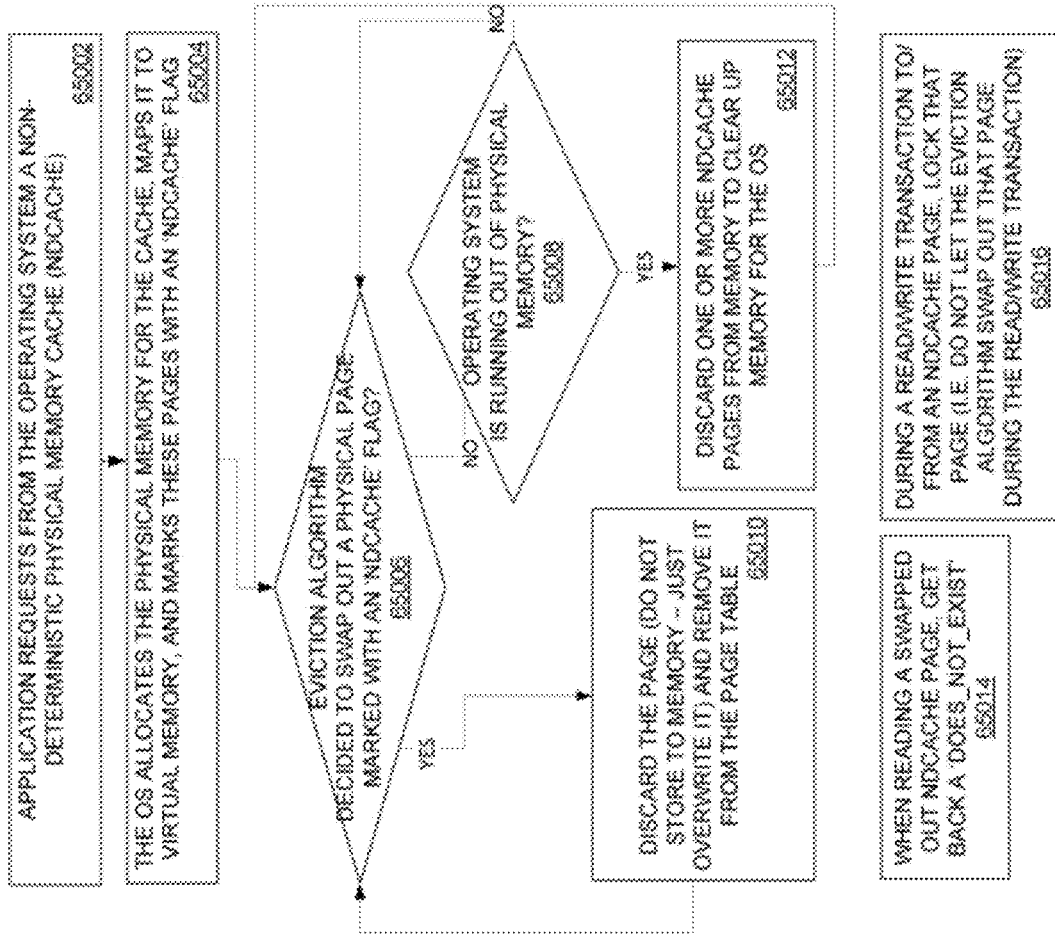 APPLICATION REQUESTS FROM THE OPERATING SYSTEM A NON-
DETERMINISTIC PHYSICAL MEMORY CACHE (NDCACHE)
65002
THE OS ALLOCATES THE PHYSICAL MEMORY FOR THE CACHE, MAPS IT TO
VIRTUAL MEMORY, AND MARKS THESE PAGES WITH AN 'NDCACHE' FLAG
65004
EVICTION ALGORITHM
DECIDED TO SWAP OUT A PHYSICAL PAGE
MARKED WITH AN 'NDCACHE' FLAG?
65006
YES
NO
OPERATING SYSTEM
IS RUNNING OUT OF PHYSICAL
MEMORY?
65008
NO
YES
DISCARD THE PAGE (DO NOT
STORE TO MEMORY – JUST
OVERWRITE IT) AND REMOVE IT
FROM THE PAGE TABLE
65010
DISCARD ONE OR MORE NDCACHE
PAGES FROM MEMORY TO CLEAR UP
MEMORY FOR THE OS
65012
WHEN READING A SWAPPED
OUT NDCACHE PAGE, GET
BACK A 'DOES_NOT_EXIST'
65014
DURING A READ/WRITE TRANSACTION TO/
FROM AN NDCACHE PAGE, LOCK THAT
PAGE (I.E. DO NOT LET THE EVICTION
ALGORITHM SWAP OUT THAT PAGE
DURING THE READ/WRITE TRANSACTION)
65016